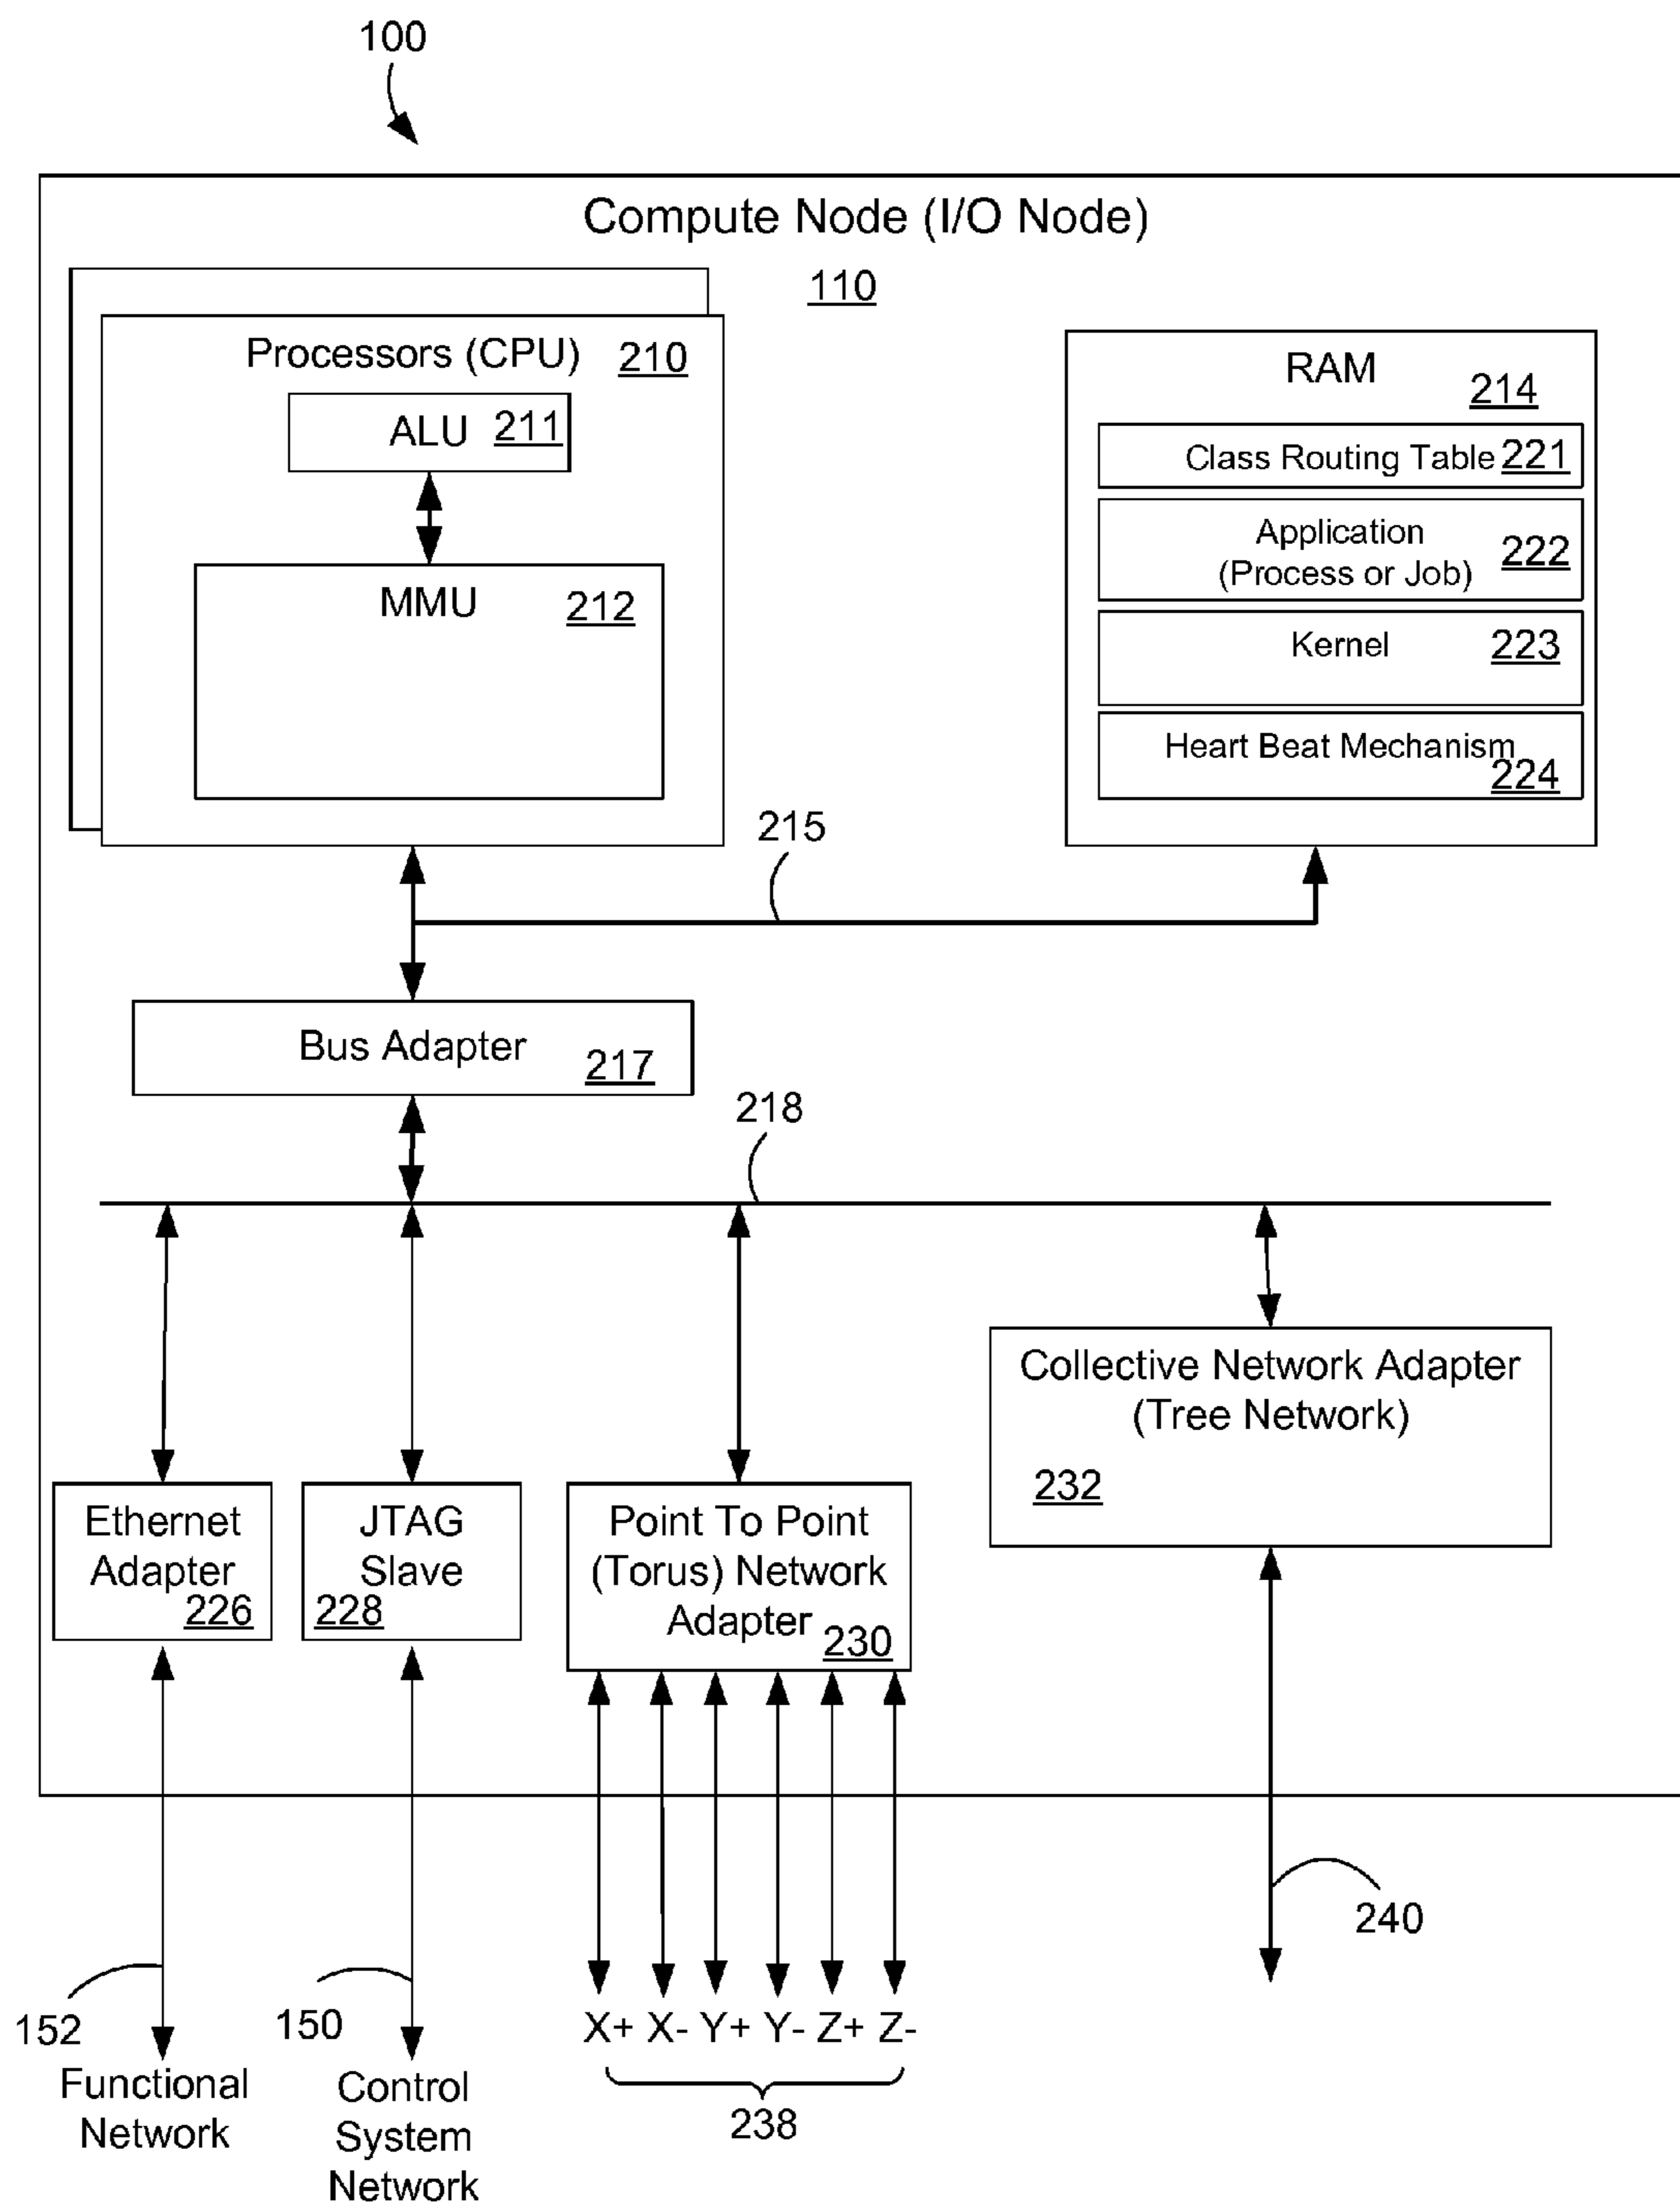 100
Compute Node (I/O Node)
110
Processors (CPU) 210
ALU 211
MMU 212
RAM
214
Class Routing Table 221
Application
(Process or Job)
222
Kernel 223
Heart Beat Mechanism
224
215
Bus Adapter
217
218
Collective Network Adapter
(Tree Network)
232
Ethernet
Adapter
226
JTAG
Slave
228
Point To Point
(Torus) Network
Adapter
230
240
152
Functional
Network
150
Control
System
Network
X+ X- Y+ Y- Z+ Z-
238